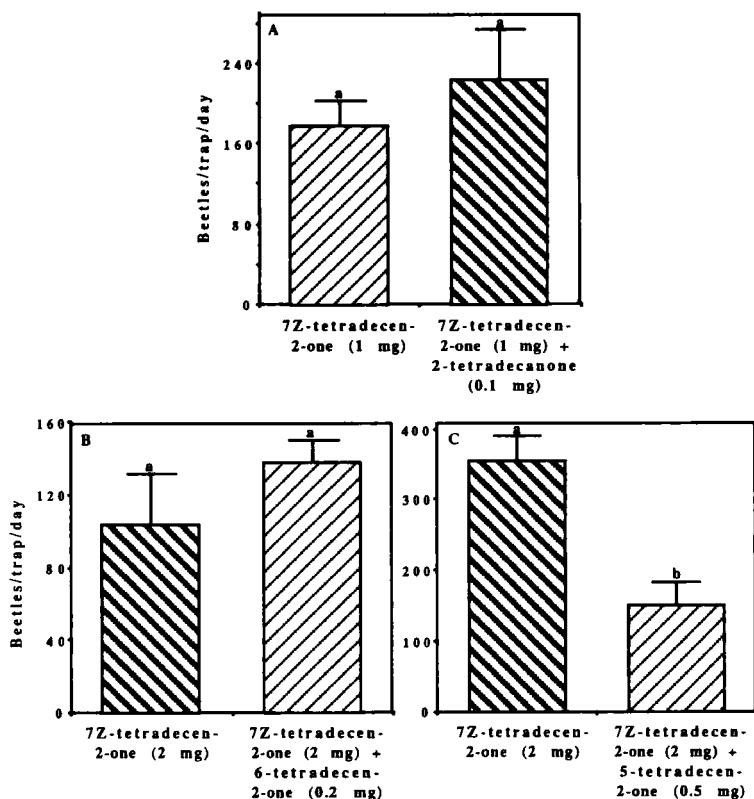 A
Beetles/trap/day
240
160
80
0
a
a
7Z-tetradecen-
2-one (1 mg)
7Z-tetradecen-
2-one (1 mg) +
2-tetradecanone
(0.1 mg)
B
Beetles/trap/day
160
120
80
40
0
a
a
7Z-tetradecen-
2-one (2 mg)
7Z-tetradecen-
2-one (2 mg) +
6-tetradecen-
2-one (0.2 mg)
C
400
300
200
100
0
a
b
7Z-tetradecen-
2-one (2 mg)
7Z-tetradecen-
2-one (2 mg) +
5-tetradecen-
2-one (0.5 mg)